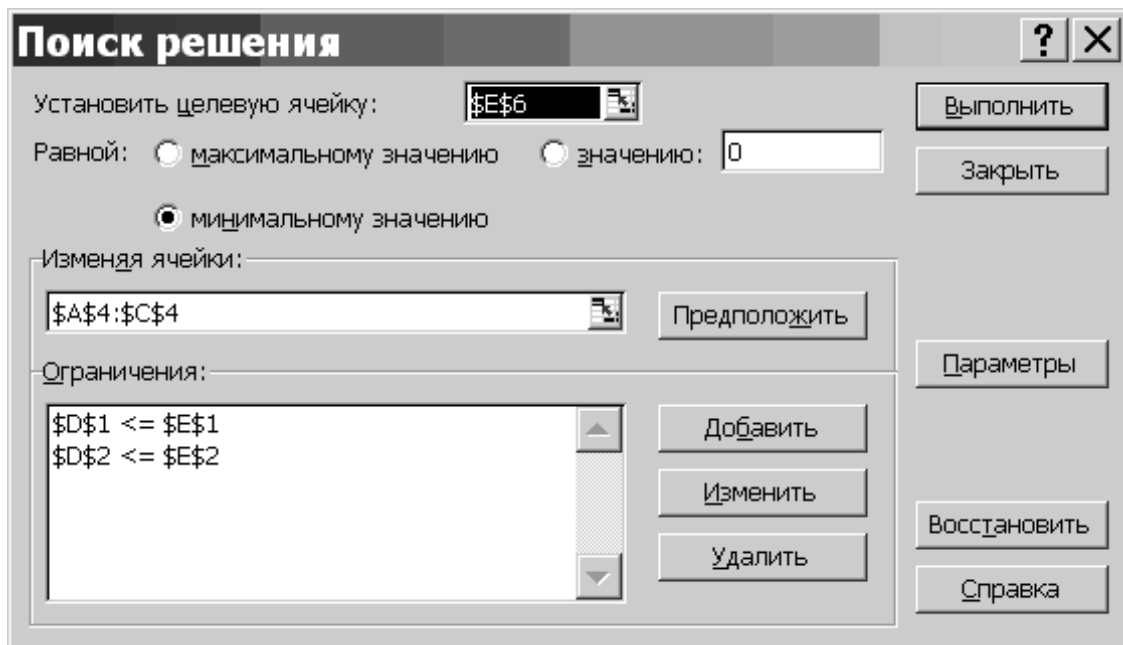 Поиск решения ? X
Установить целевую ячейку: $E$6 Выполнить
Равной: максимальному значению значению: 0
Закрыть
минимальному значению
Изменяя ячейки:
$A$4:$C$4 Предположить
Параметры
Ограничения:
$D$1 <= $E$1 Добавить
$D$2 <= $E$2
Изменить
Восстановить
Удалить
Справка